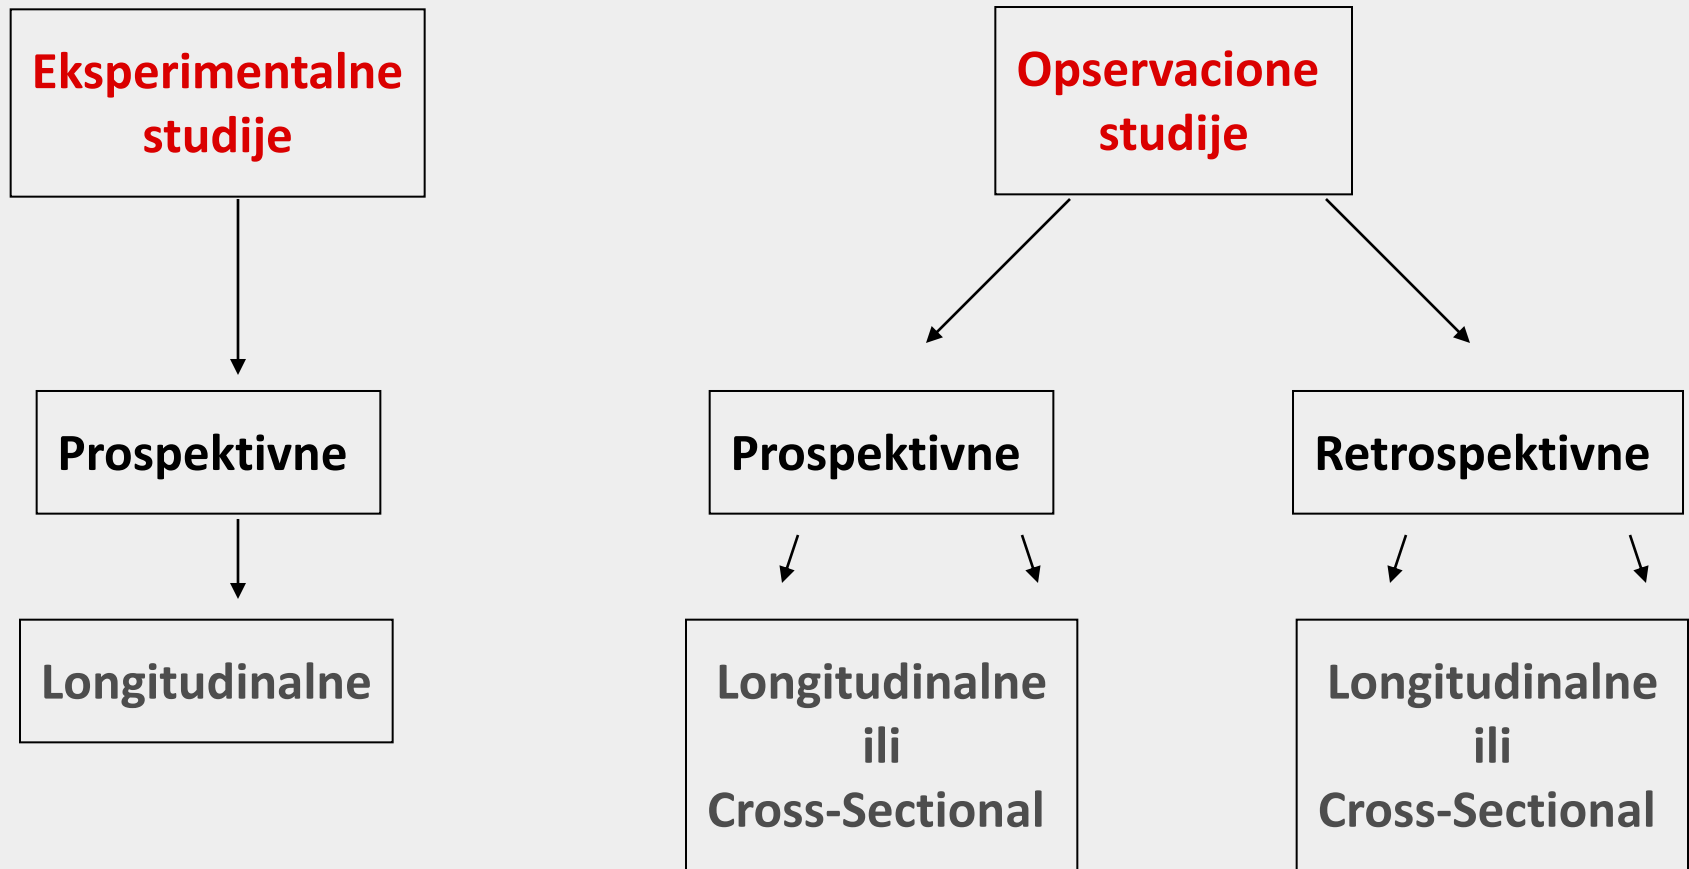 Eksperimentalne
studije
Opservacione
studije
Prospektivne
Prospektivne
Retrospektivne
Longitudinalne
Longitudinalne
ili
Cross-Sectional
Longitudinalne
ili
Cross-Sectional